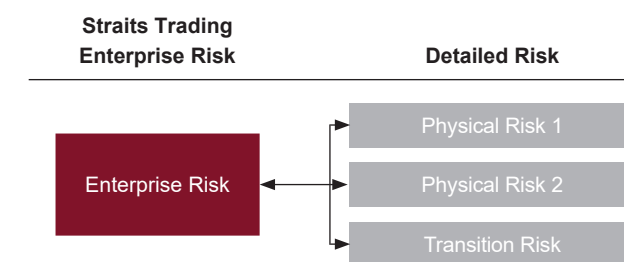 Straits Trading
Enterprise Risk
Detailed Risk
Enterprise Risk
Physical Risk 1
Physical Risk 2
Transition Risk